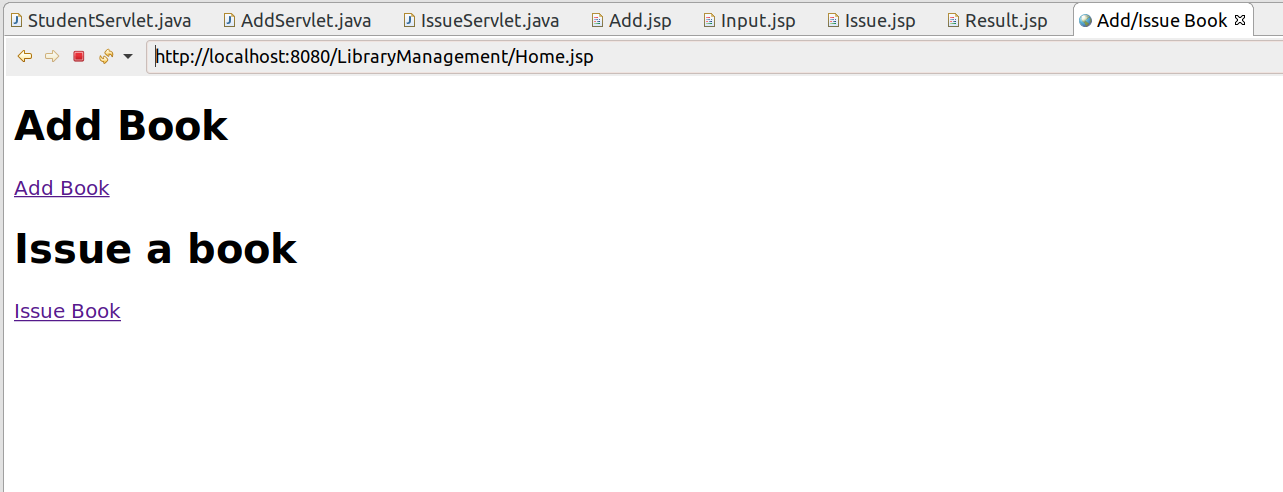 StudentServlet.java AddServlet.java IssueServlet.java Add.jsp Input.jsp Issue.jsp Result.jsp Add/Issue Book
http://localhost:8080/LibraryManagement/Home.jsp
Add Book
Add Book
Issue a book
Issue Book